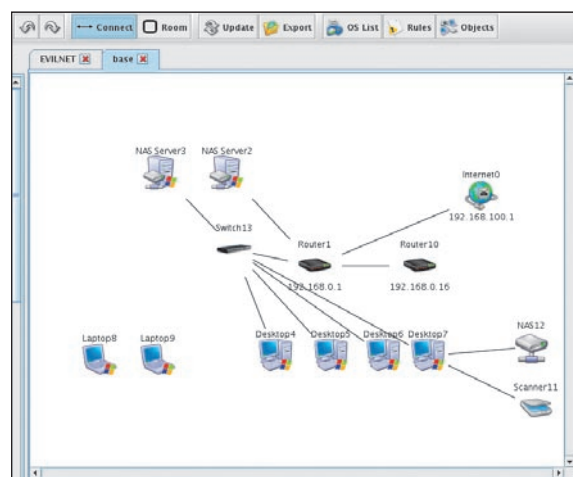 Connect Room Update Export OS List Rules Objects
EVILNET base
NAS Server3 NAS Server2
Internet0
192.168.100.1
Switch13 Router1 Router10
192.168.0.1 192.168.0.16
Laptop8 Laptop9 Desktop4 Desktop5 Desktop6 Desktop7 NAS12
Scanner11